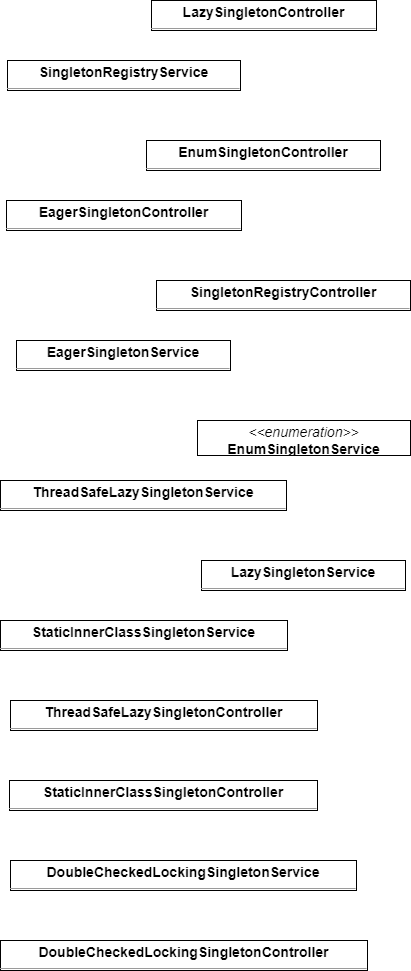 LazySingletonController
SingletonRegistryService
EnumSingletonController
EagerSingletonController
SingletonRegistryController
EagerSingletonService
<<enumeration>>
EnumSingletonService
ThreadSafeLazySingletonService
LazySingletonService
StaticInnerClassSingletonService
ThreadSafeLazySingletonController
StaticInnerClassSingletonController
DoubleCheckedLockingSingletonService
DoubleCheckedLockingSingletonController